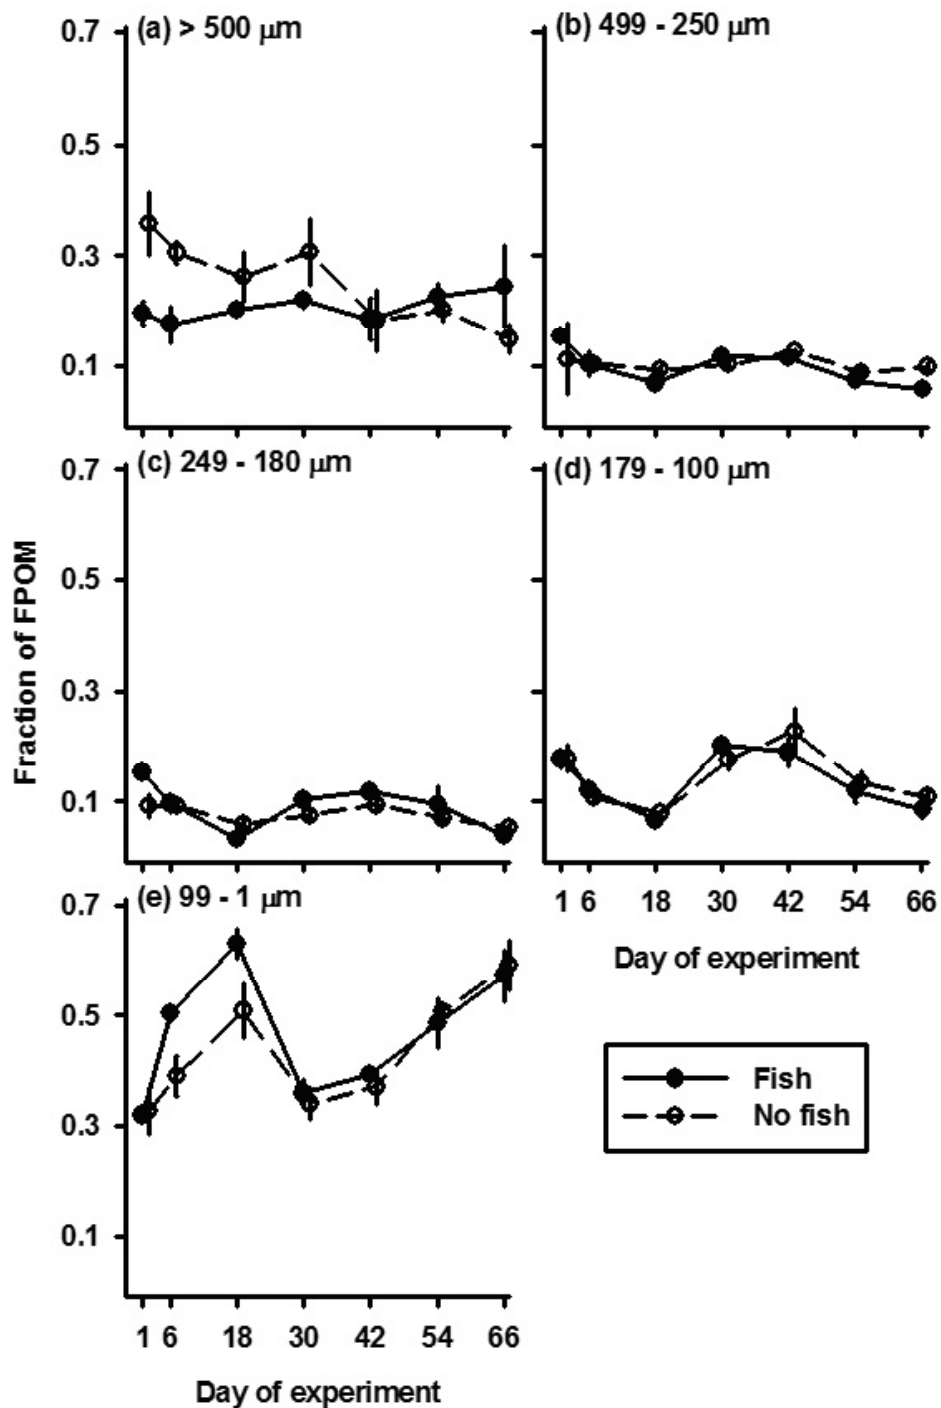 (a) > 500 μm
(b) 499 - 250 μm
0.7
0.5
0.3
0.1
(c) 249 - 180 μm
(d) 179 - 100 μm
0.7
0.5
0.3
0.1
Fraction of FPOM
1 6 18 30 42 54 66
Day of experiment
(e) 99 - 1 μm
0.7
0.5
0.3
0.1
1 6 18 30 42 54 66
Day of experiment
Fish
No fish